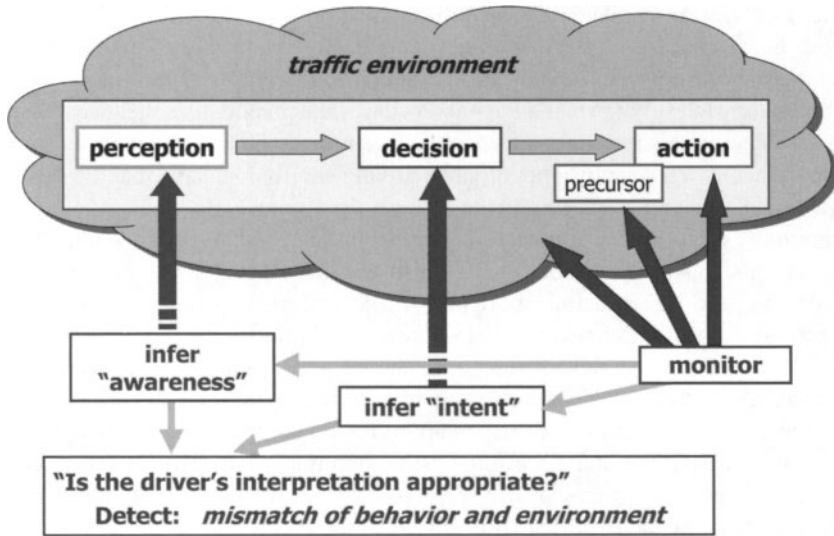 traffic environment
perception
decision
action
precursor
infer
“awareness”
monitor
infer “intent”
“Is the driver’s interpretation appropriate?”
Detect: mismatch of behavior and environment